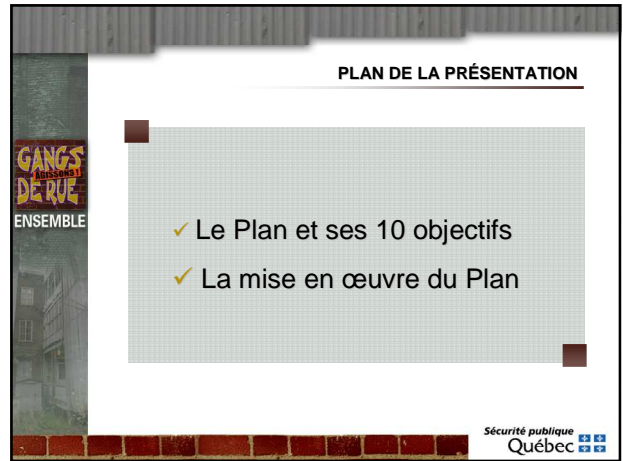 PLAN DE LA PRÉSENTATION
GANGS
AGISSONS !
DE RUE
ENSEMBLE
✓ Le Plan et ses 10 objectifs
✓ La mise en œuvre du Plan
Sécurité publique
Québec